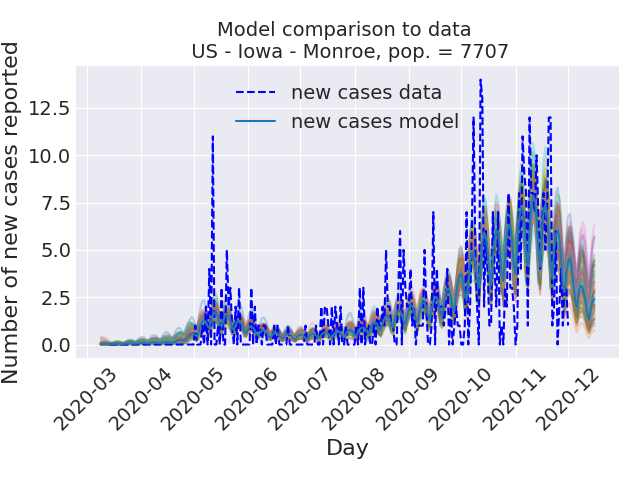 Model comparison to data
US - Iowa - Monroe, pop. = 7707
Number of new cases reported
12.5
10.0
7.5
5.0
2.5
0.0
new cases data
new cases model
2020-03
2020-04
2020-05
2020-06
2020-07
2020-08
2020-09
2020-10
2020-11
2020-12
Day